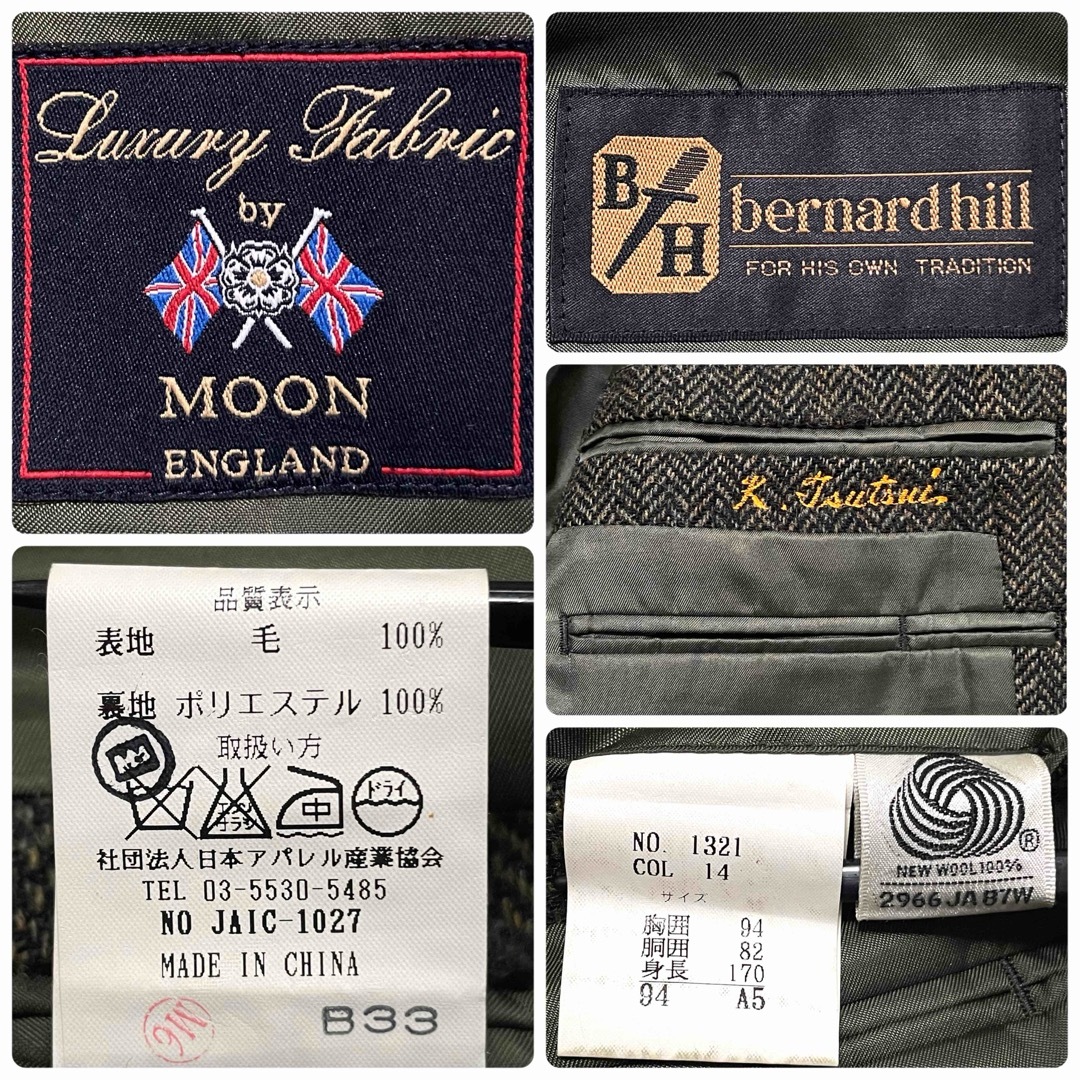 Luxury Fabric
by
MOON
ENGLAND
B H
bernard hill
FOR HIS OWN TRADITION
K. Tsutsui
品質表示
表地 毛 100%
裏地 ポリエステル 100%
取扱い方
中 ドライ
社団法人日本アパレル産業協会
TEL 03-5530-5485
NO JAIC-1027
MADE IN CHINA
B33
NO. 1321
COL 14
サイズ
胸囲 94
胴囲 82
身長 170
94 A5
NEW WOOL 100%
2966 JA 87W